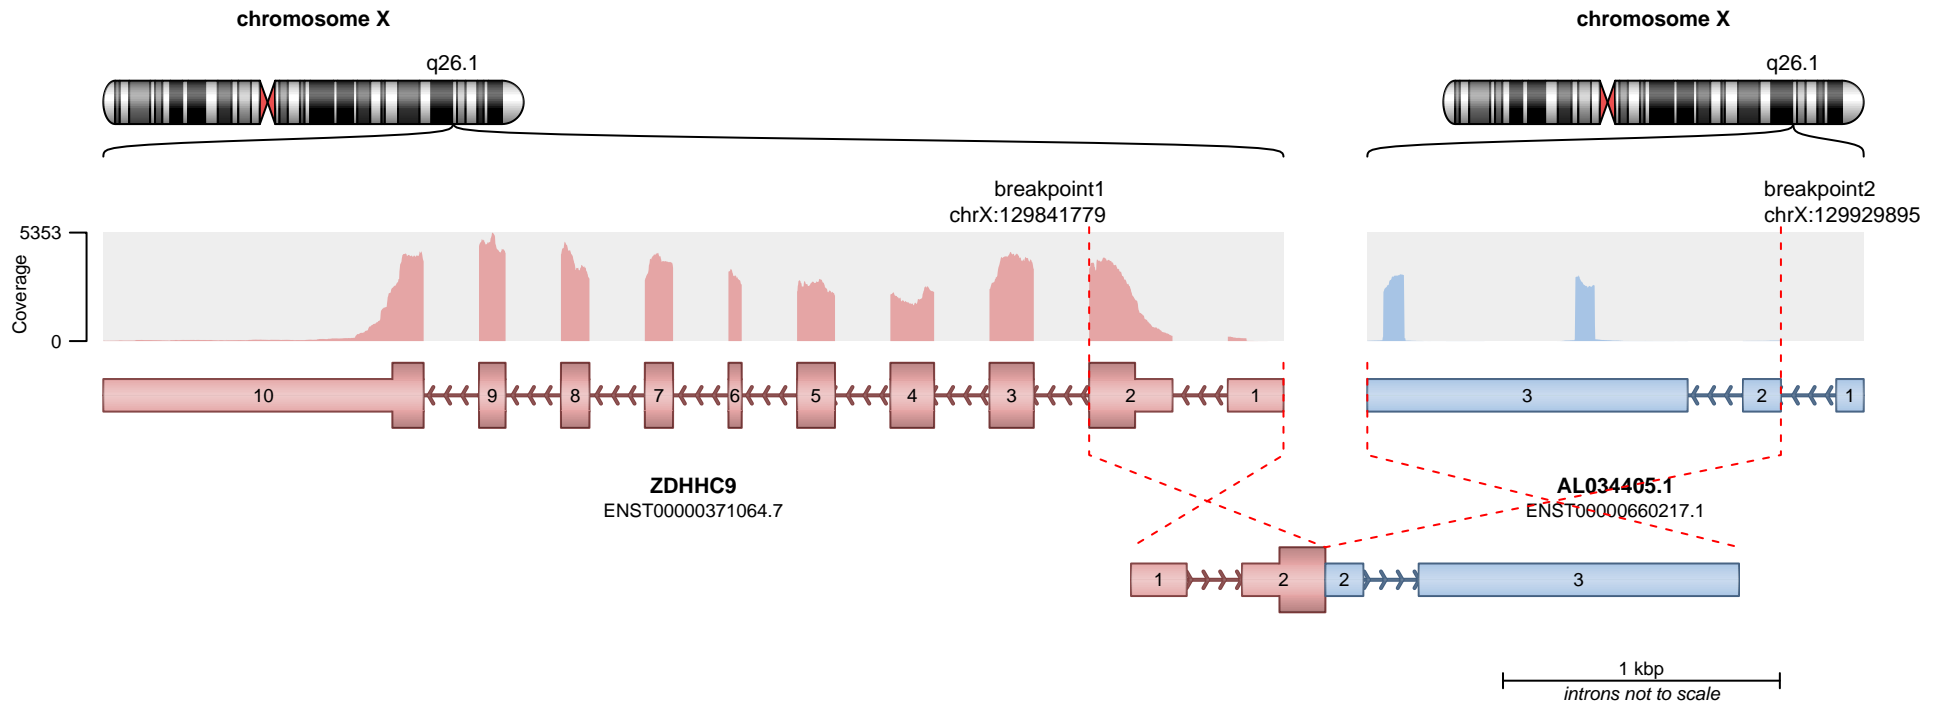 chromosome X
chromosome X
q26.1
q26.1
breakpoint1
chrX:129841779
breakpoint2
chrX:129929895
5353
Coverage
0
10
9
8
7
6
5
4
3
2
1
3
2
1
ZDHHC9
ENST00000371064.7
AL034405.1
ENST00000660217.1
1
2
2
3
1 kbp
introns not to scale